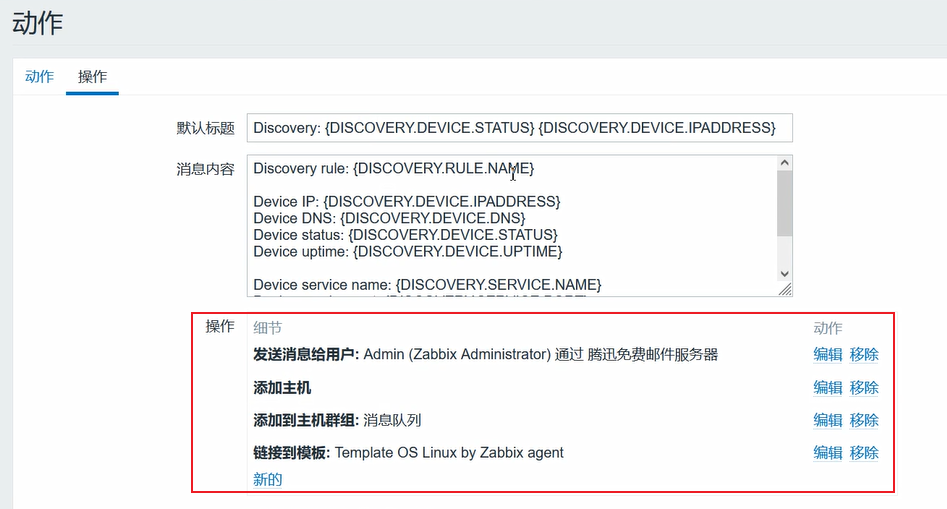 动作
动作 操作
默认标题 Discovery: {DISCOVERY.DEVICE.STATUS} {DISCOVERY.DEVICE.IPADDRESS}
消息内容 Discovery rule: {DISCOVERY.RULE.NAME}
Device IP: {DISCOVERY.DEVICE.IPADDRESS}
Device DNS: {DISCOVERY.DEVICE.DNS}
Device status: {DISCOVERY.DEVICE.STATUS}
Device uptime: {DISCOVERY.DEVICE.UPTIME}
Device service name: {DISCOVERY.SERVICE.NAME}
操作 细节 动作
发送消息给用户: Admin (Zabbix Administrator) 通过 腾迅免费邮件服务器 编辑 移除
添加主机 编辑 移除
添加到主机群组: 消息队列 编辑 移除
链接到模板: Template OS Linux by Zabbix agent 编辑 移除
新的